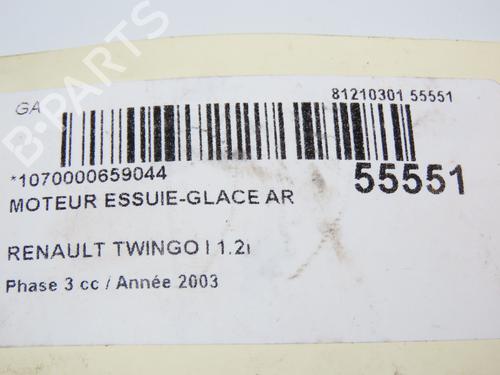 GA
81210301 55551
*1070000659044
55551
MOTEUR ESSUIE-GLACE AR
RENAULT TWINGO I 1.2i
Phase 3 cc / Année 2003
B-PARTS